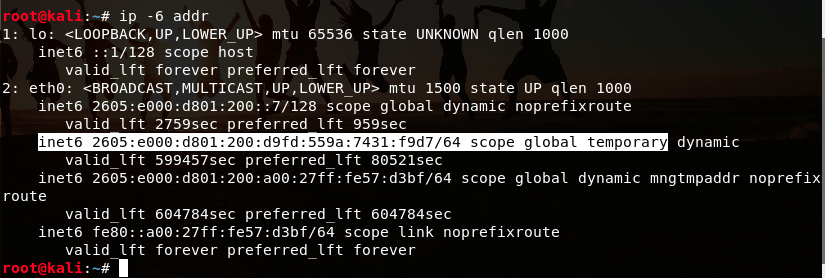 root@kali:~# ip -6 addr
1: lo: <LOOPBACK,UP,LOWER_UP> mtu 65536 state UNKNOWN qlen 1000
    inet6 ::1/128 scope host
       valid_lft forever preferred_lft forever
2: eth0: <BROADCAST,MULTICAST,UP,LOWER_UP> mtu 1500 state UP qlen 1000
    inet6 2605:e000:d801:200::7/128 scope global dynamic noprefixroute
       valid_lft 2759sec preferred_lft 959sec
    inet6 2605:e000:d801:200:d9fd:559a:7431:f9d7/64 scope global temporary dynamic
       valid_lft 599457sec preferred_lft 80521sec
    inet6 2605:e000:d801:200:a00:27ff:fe57:d3bf/64 scope global dynamic mngtmpaddr noprefix
route
       valid_lft 604784sec preferred_lft 604784sec
    inet6 fe80::a00:27ff:fe57:d3bf/64 scope link noprefixroute
       valid_lft forever preferred_lft forever
root@kali:~#